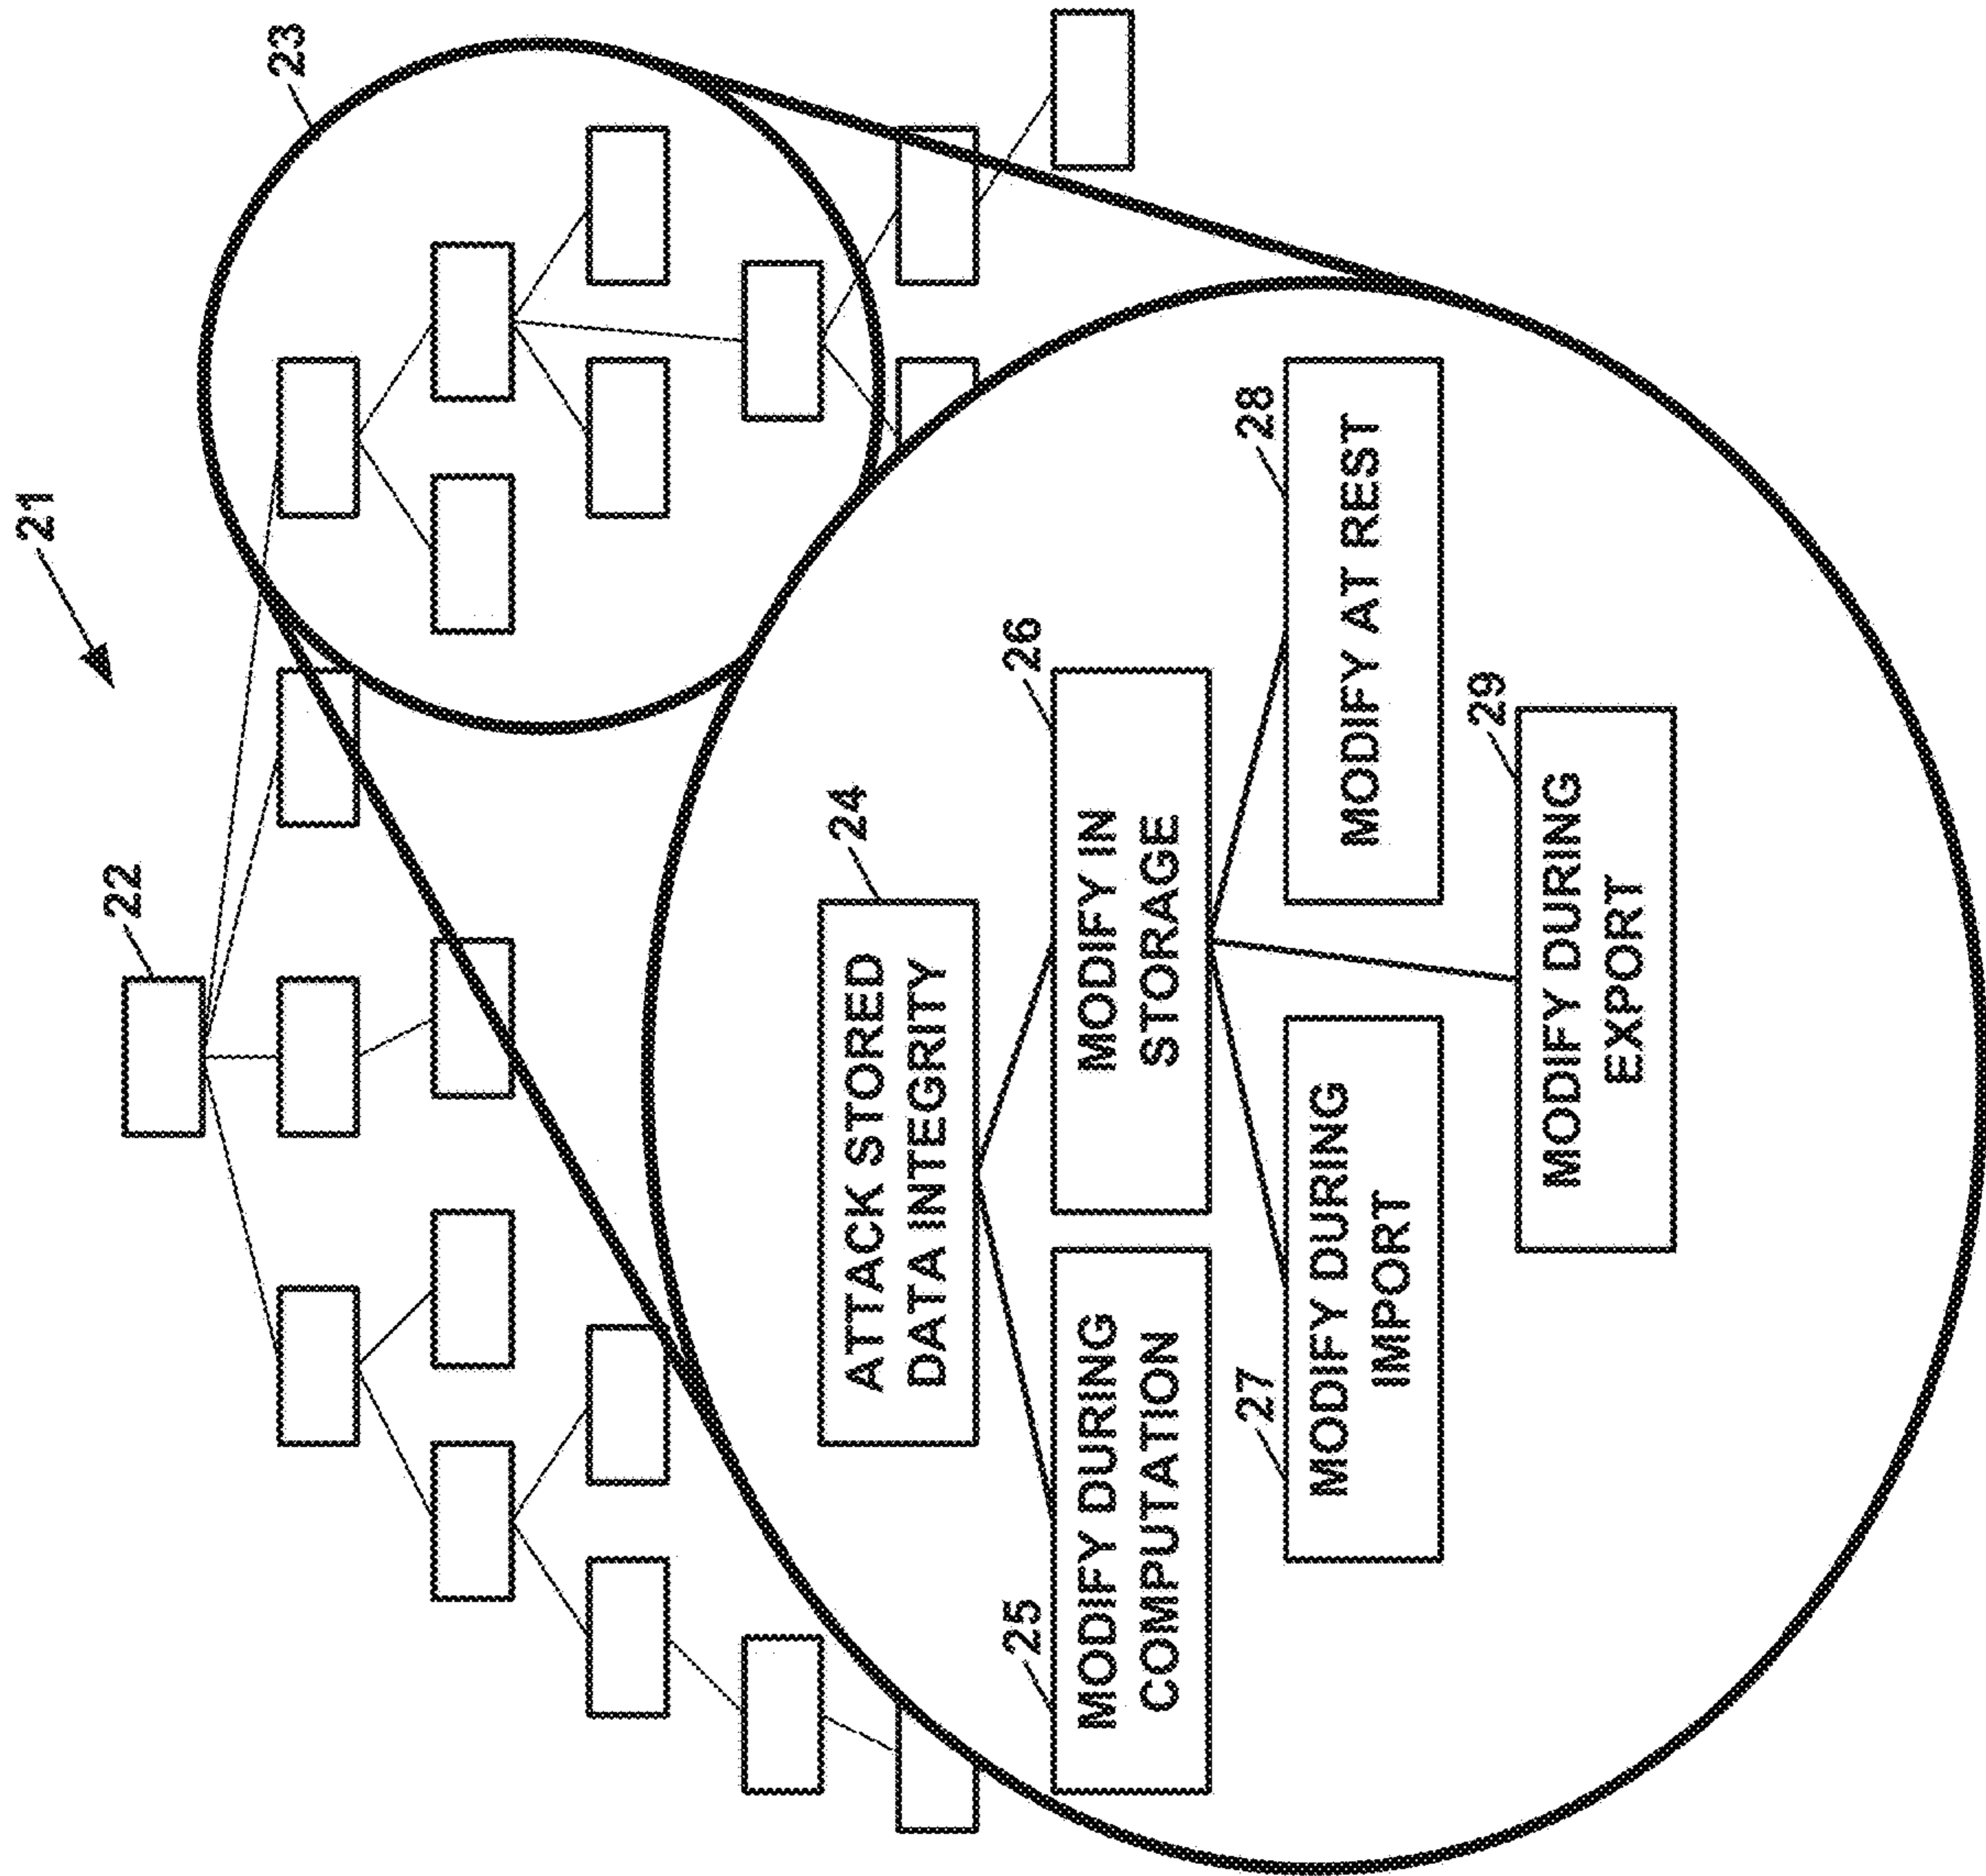 21
22
23
24
ATTACK STORED
DATA INTEGRITY
25
MODIFY DURING
COMPUTATION
26
MODIFY IN
STORAGE
27
MODIFY DURING
IMPORT
28
MODIFY AT REST
29
MODIFY DURING
EXPORT